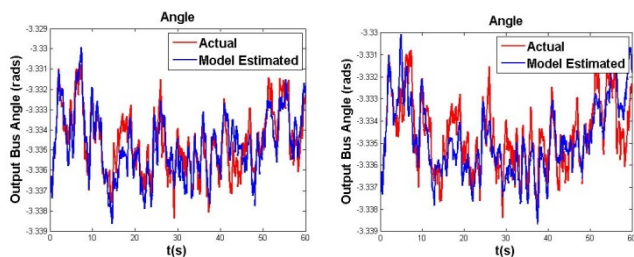 Angle
Actual
Model Estimated
Output Bus Angle (rads)
-3.329
-3.33
-3.331
-3.332
-3.333
-3.334
-3.335
-3.336
-3.337
-3.338
-3.339
0 10 20 30 40 50 60
t(s)
Angle
Actual
Model Estimated
Output Bus Angle (rads)
-3.33
-3.331
-3.332
-3.333
-3.334
-3.335
-3.336
-3.337
-3.338
-3.339
0 10 20 30 40 50 60
t(s)